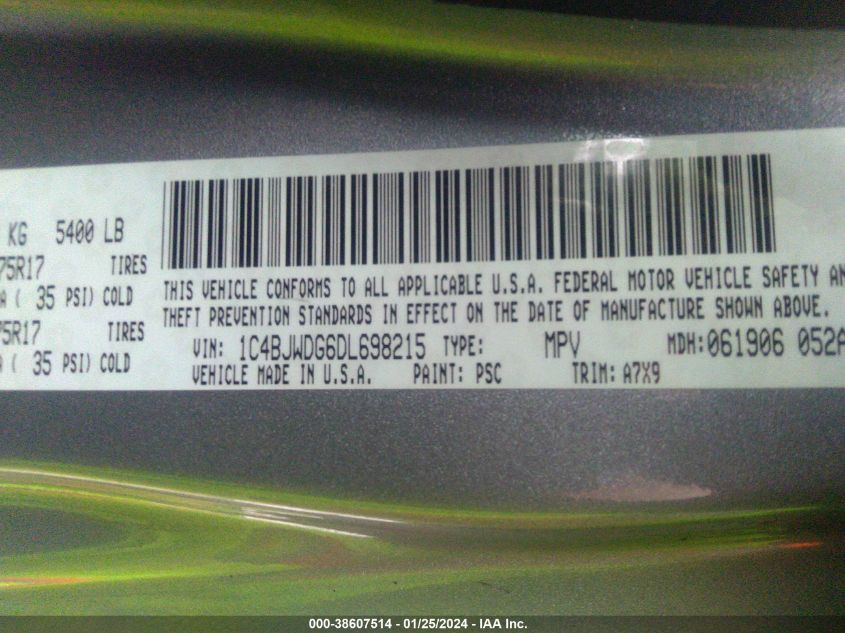 KG 5400 LB
75R17 TIRES
A ( 35 PSI) COLD
75R17 TIRES
A ( 35 PSI) COLD
THIS VEHICLE CONFORMS TO ALL APPLICABLE U.S.A. FEDERAL MOTOR VEHICLE SAFETY AN
THEFT PREVENTION STANDARDS IN EFFECT ON THE DATE OF MANUFACTURE SHOWN ABOVE.
VIN: 1C4BJWDG6DL698215 TYPE: MPV MDH:061906 052A
VEHICLE MADE IN U.S.A. PAINT: PSC TRIM: A7X9
000-38607514 - 01/25/2024 - IAA Inc.